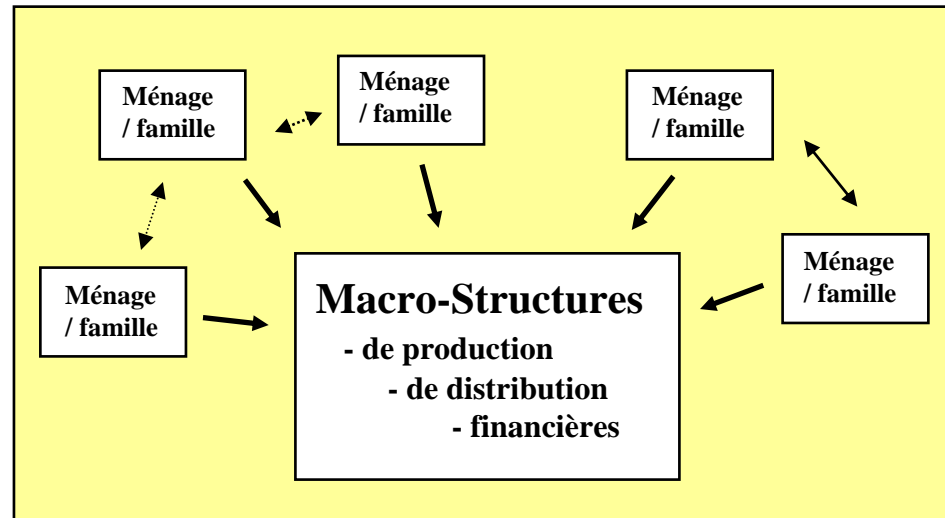 Ménage
/ famille
Ménage
/ famille
Ménage
/ famille
Ménage
/ famille
Ménage
/ famille
Macro-Structures
- de production
- de distribution
- financières